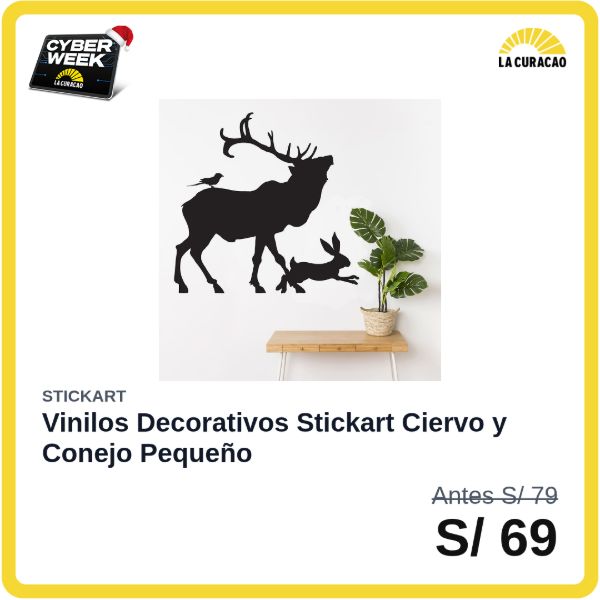 CYBER
WEEK
LA CURACAO
LA CURACAO
STICKART
Vinilos Decorativos Stickart Ciervo y
Conejo Pequeño
Antes S/ 79
S/ 69